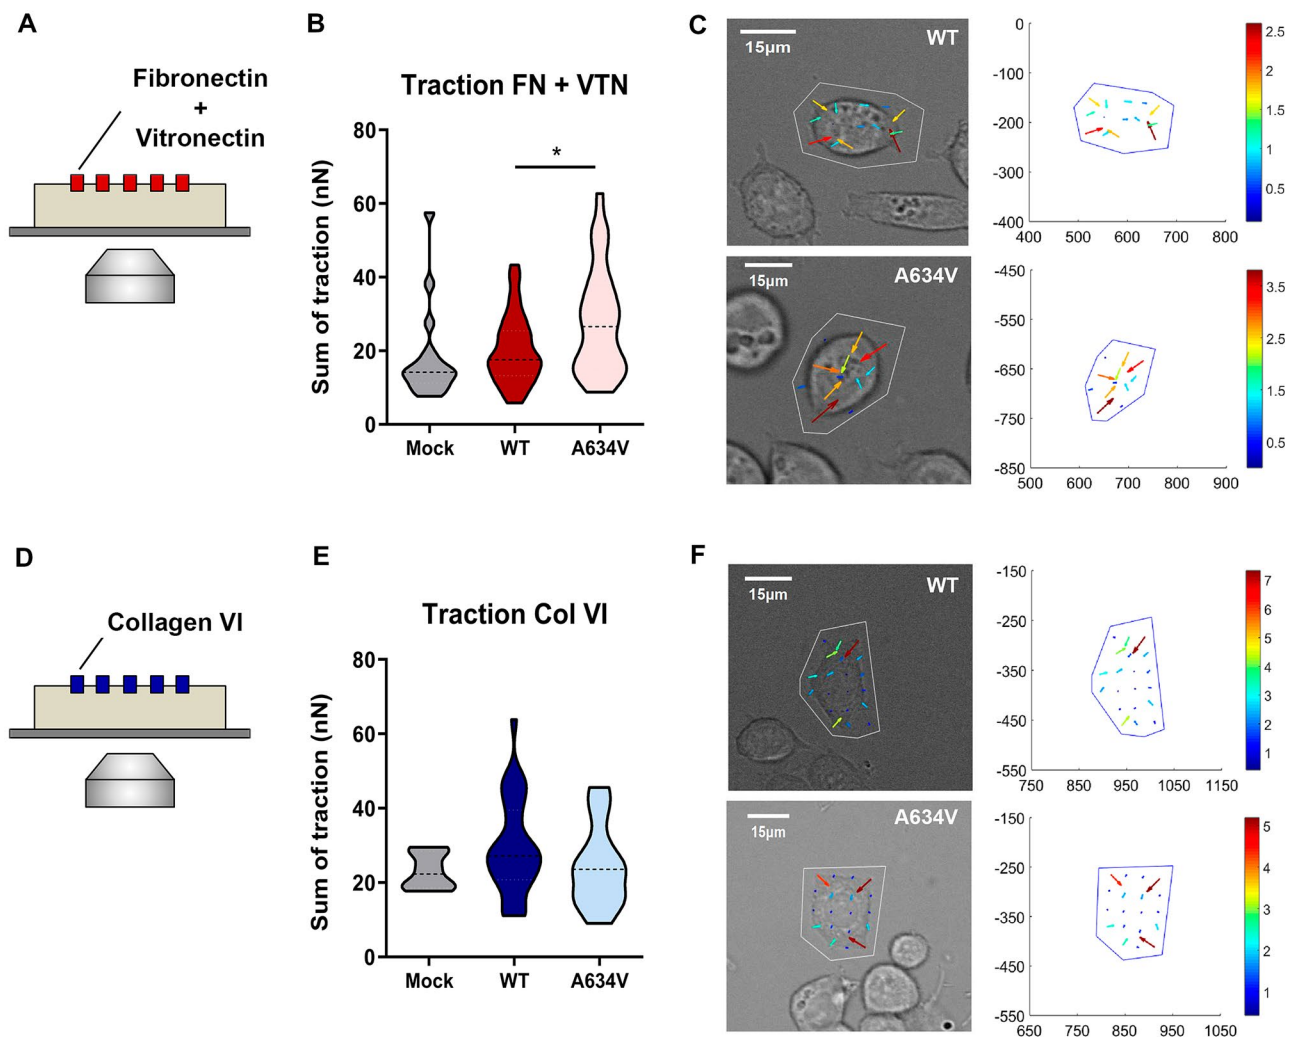 A
Fibronectin
+
Vitronectin
B
Traction FN + VTN
Sum of traction (nN)
80
60
40
20
0
*
Mock
WT
A634V
C
15µm
WT
0
-100
-200
-300
-400
400
500
600
700
800
2.5
2
1.5
1
0.5
15µm
A634V
-450
-550
-650
-750
-850
500
600
700
800
900
3.5
2.5
1.5
0.5
D
Collagen VI
E
Traction Col VI
Sum of traction (nN)
80
60
40
20
0
Mock
WT
A634V
F
15µm
WT
-150
-250
-350
-450
-550
750
850
950
1050
1150
7
6
5
4
3
2
1
15µm
A634V
-150
-250
-350
-450
-550
650
750
850
950
1050
5
4
3
2
1